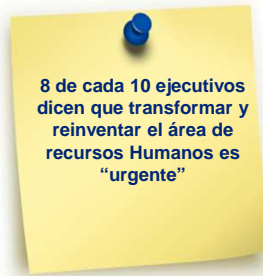 8 de cada 10 ejecutivos
dicen que transformar y
reinventar el área de
recursos Humanos es
“urgente”